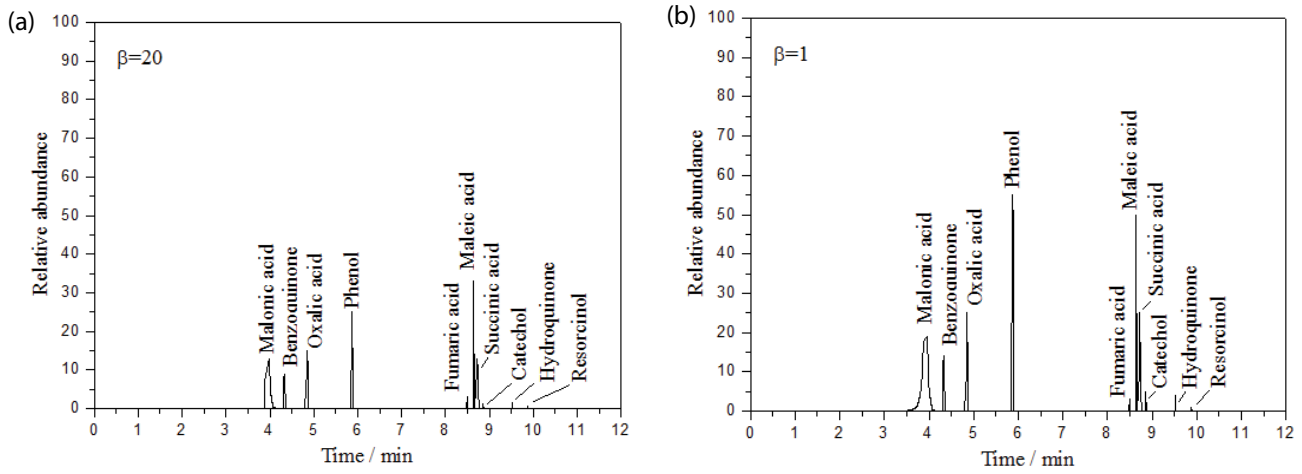 (a)
β=20
100
90
80
70
60
50
40
30
20
10
0
Relative abundance
Malonic acid
Benzoqunone
Oxalic acid
Phenol
Fumaric acid
Maleic acid
Succinic acid
Catechol
Hydroquinone
Resorcinol
0 1 2 3 4 5 6 7 8 9 10 11 12
Time / min
(b)
β=1
100
90
80
70
60
50
40
30
20
10
0
Relative abundance
Malonic acid
Benzoqunone
Oxalic acid
Phenol
Fumaric acid
Maleic acid
Succinic acid
Catechol
Hydroquinone
Resorcinol
0 1 2 3 4 5 6 7 8 9 10 11 12
Time / min